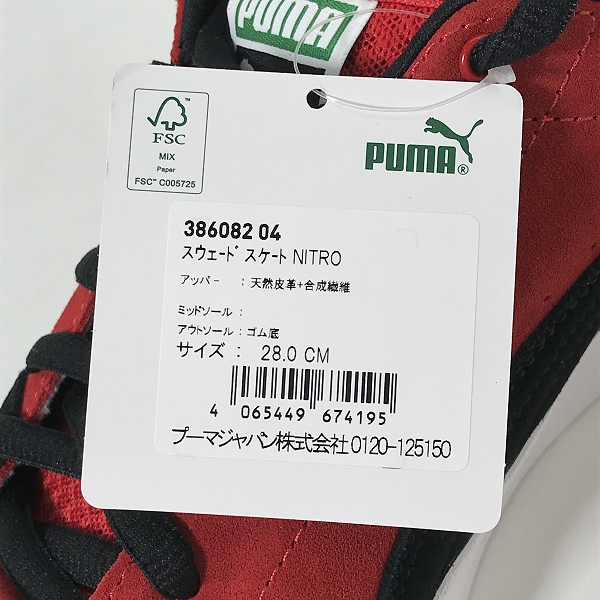 PUMA
FSC
MIX
Paper
FSC™ C005725
PUMA®
386082 04
スウェード スケート NITRO
アッパー : 天然皮革+合成繊維
ミッドソール :
アウトソール : ゴム底
サイズ : 28.0 CM
4 065449 674195
プーマジャパン株式会社 0120-125150